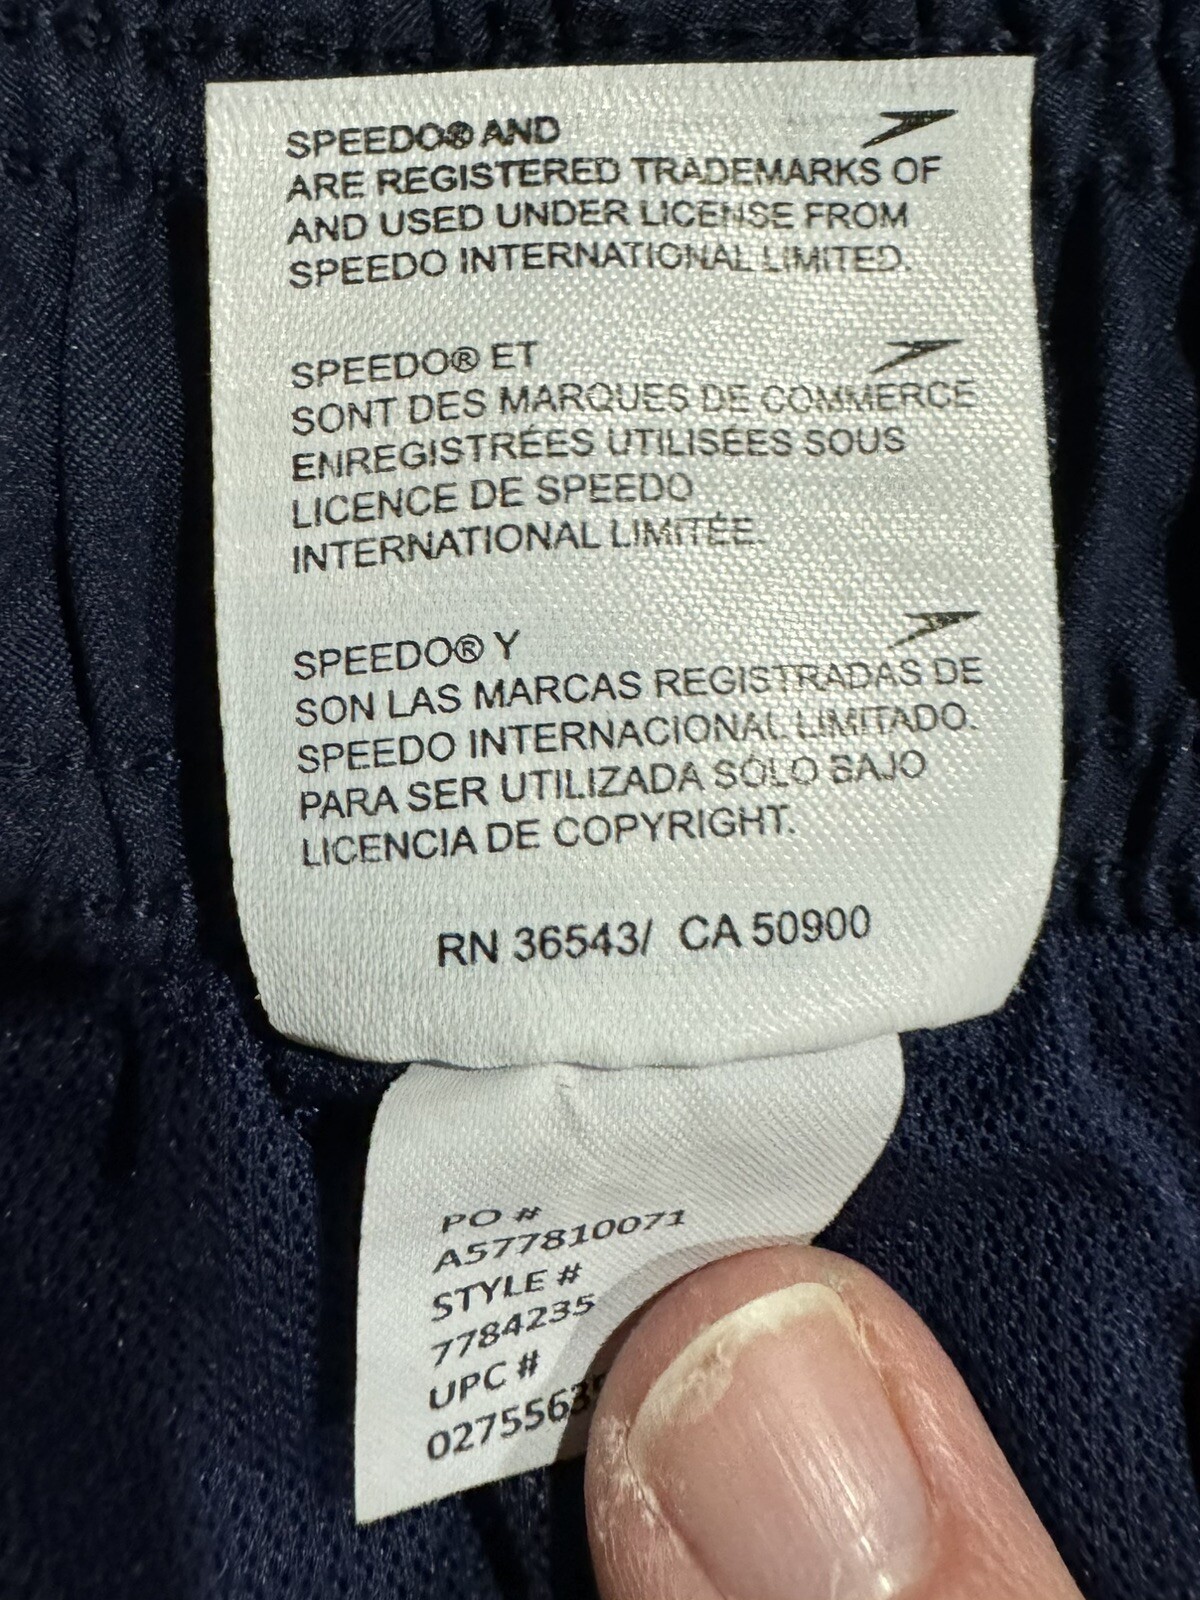 SPEEDO® AND
ARE REGISTERED TRADEMARKS OF
AND USED UNDER LICENSE FROM
SPEEDO INTERNATIONAL LIMITED.
SPEEDO® ET
SONT DES MARQUES DE COMMERCE
ENREGISTRÉES UTILISÉES SOUS
LICENCE DE SPEEDO
INTERNATIONAL LIMITÉE.
SPEEDO® Y
SON LAS MARCAS REGISTRADAS DE
SPEEDO INTERNACIONAL LIMITADO.
PARA SER UTILIZADA SÓLO BAJO
LICENCIA DE COPYRIGHT.
RN 36543/ CA 50900
PO #
A577810071
STYLE #
7784235
UPC #
0275563